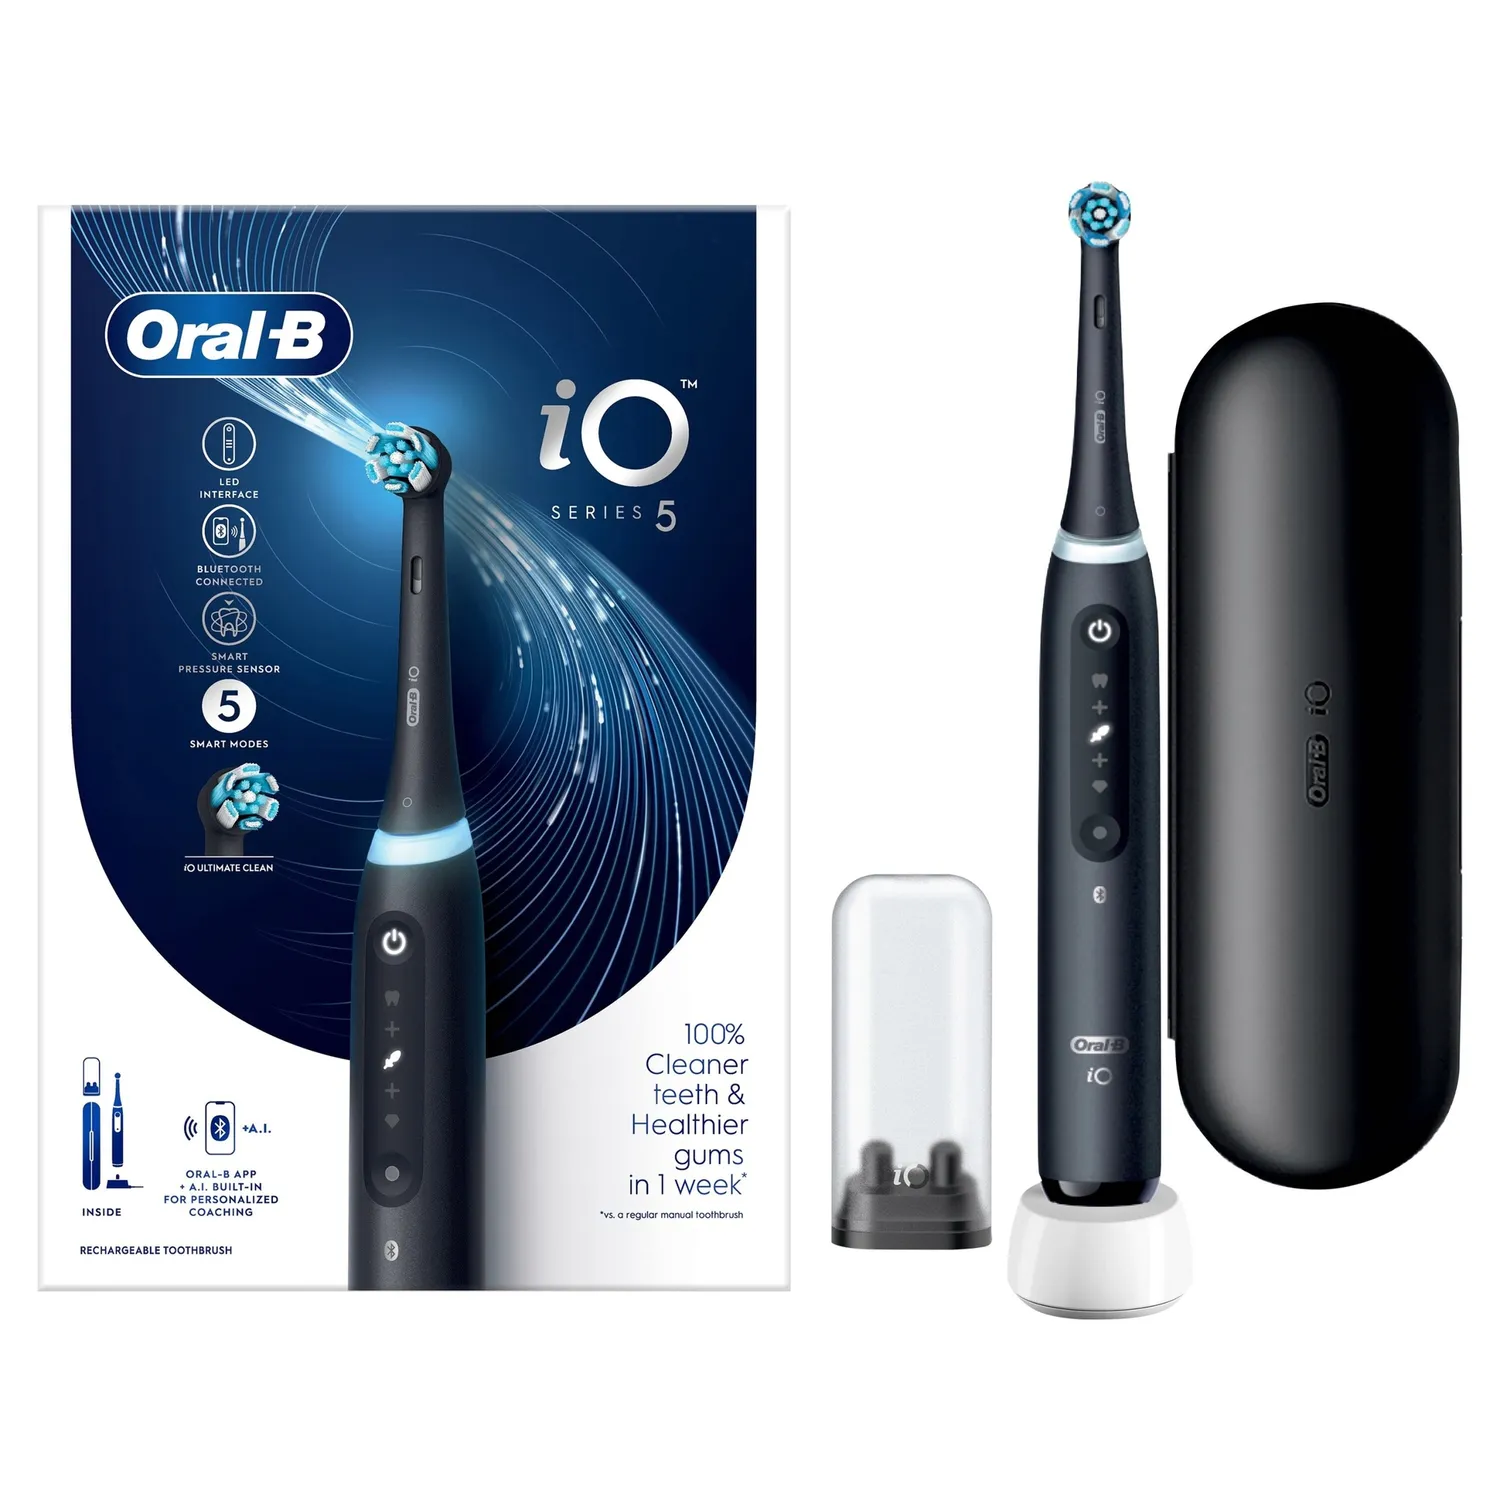 Oral-B
iO™
SERIES 5
LED
INTERFACE
BLUETOOTH
CONNECTED
SMART
PRESSURE SENSOR
5
SMART MODES
iO ULTIMATE CLEAN
Oral-B iO
100%
Cleaner
teeth &
Healthier
gums
in 1 week*
*vs. a regular manual toothbrush
INSIDE
+A.I.
ORAL-B APP
+ A.I. BUILT-IN
FOR PERSONALIZED
COACHING
RECHARGEABLE TOOTHBRUSH
iO
Oral-B iO
Oral-B
iO
Oral-B iO